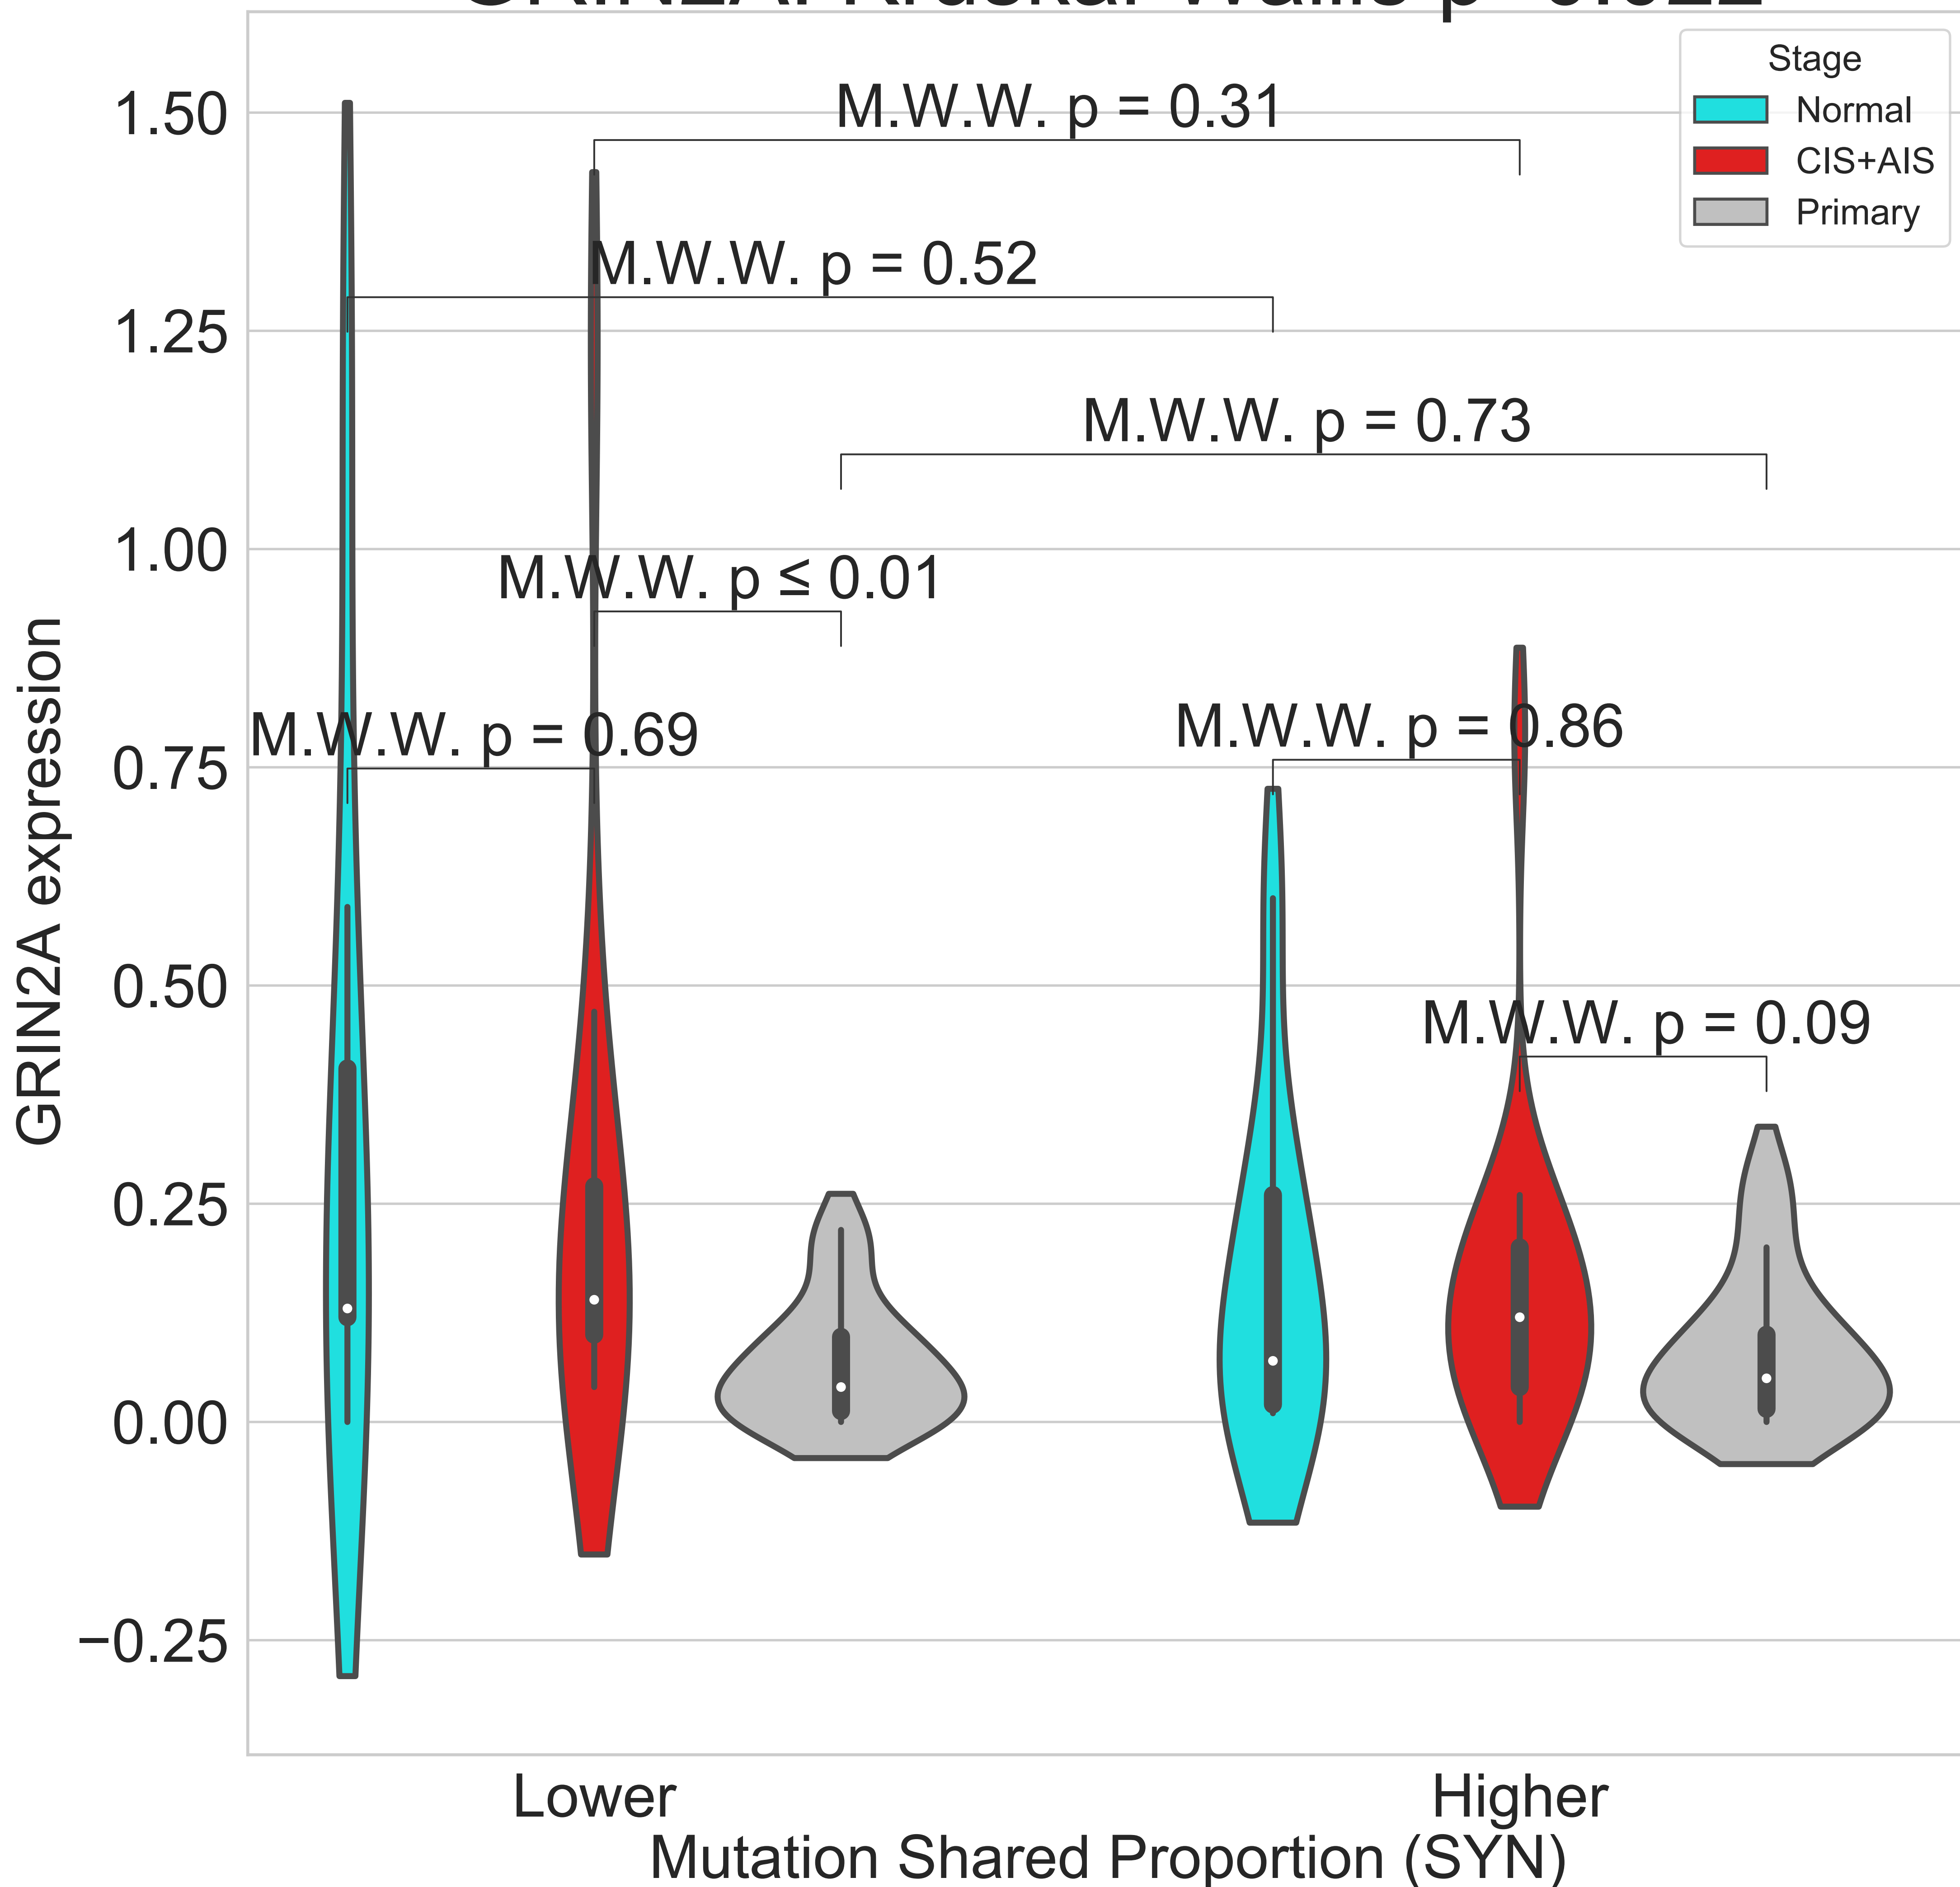 Stage
Normal
CIS+AIS
Primary
M.W.W. p = 0.31
M.W.W. p = 0.52
M.W.W. p = 0.73
M.W.W. p ≤ 0.01
M.W.W. p = 0.69
M.W.W. p = 0.86
M.W.W. p = 0.09
1.50
1.25
1.00
0.75
0.50
0.25
0.00
−0.25
GRIN2A expression
Lower
Higher
Mutation Shared Proportion (SYN)